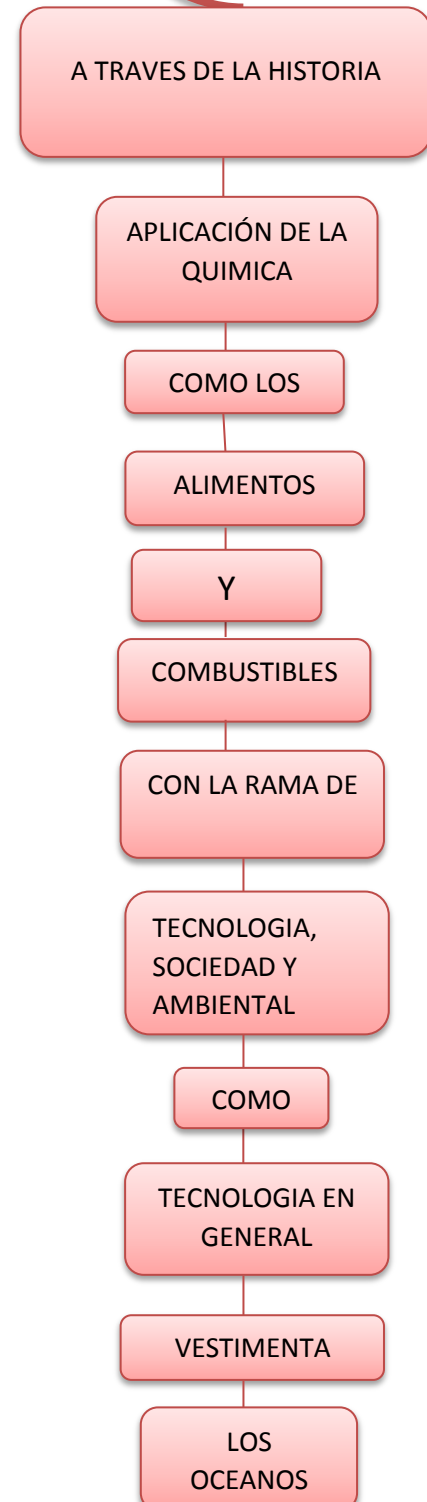 A TRAVES DE LA HISTORIA
APLICACIÓN DE LA
QUIMICA
COMO LOS
ALIMENTOS
Y
COMBUSTIBLES
CON LA RAMA DE
TECNOLOGIA,
SOCIEDAD Y
AMBIENTAL
COMO
TECNOLOGIA EN
GENERAL
VESTIMENTA
LOS
OCEANOS